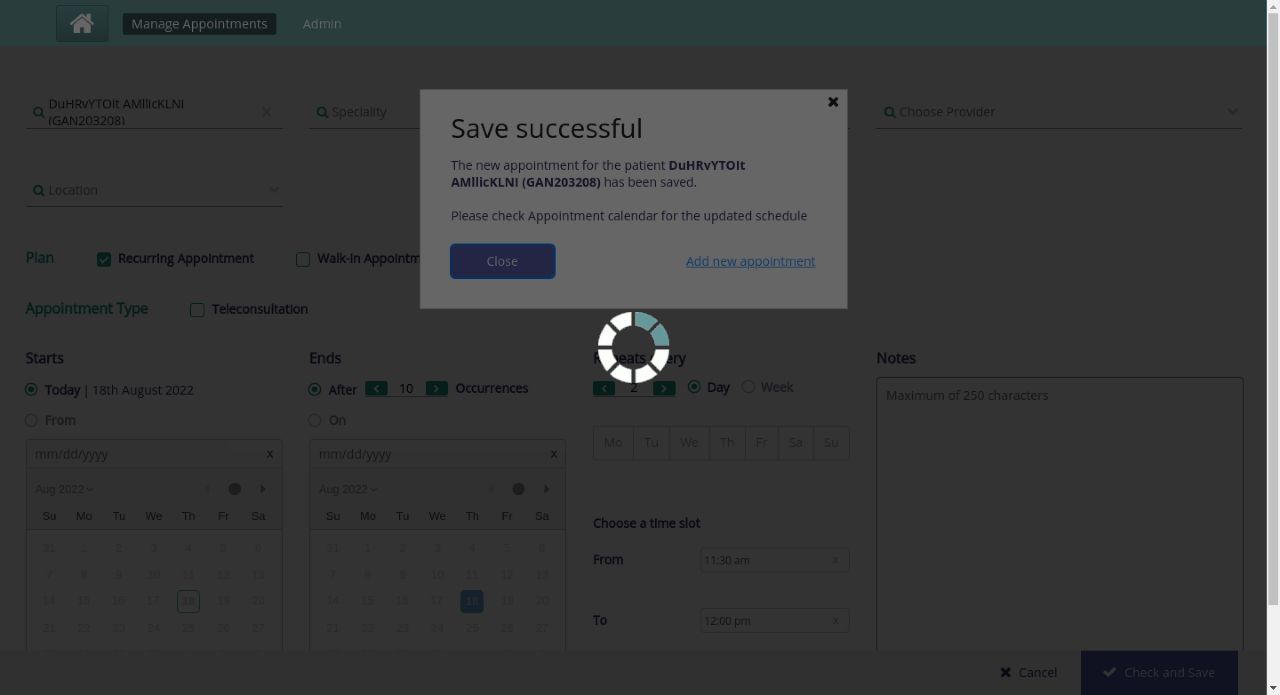 Manage Appointments Admin
DuHRvYTOIt AMllicKLNI
(GAN203208)
Speciality
Choose Provider
Location
Save successful
The new appointment for the patient DuHRvYTOIt
AMllicKLNI (GAN203208) has been saved.
Please check Appointment calendar for the updated schedule
Close Add new appointment
Plan Recurring Appointment Walk-In
Appointment Type Teleconsultation
Starts Ends Notes
Today | 18th August 2022 After 10 Occurrences 2 Day Week
Maximum of 250 characters
From On
mm/dd/yyyy x mm/dd/yyyy x
Mo Tu We Th Fr Sa Su
Aug 2022 Aug 2022
Su Mo Tu We Th Fr Sa Su Mo Tu We Th Fr Sa
Choose a time slot
31 1 2 3 4 5 6 31 1 2 3 4 5 6
From 11:30 am x
7 8 9 10 11 12 13 7 8 9 10 11 12 13
14 15 16 17 18 19 20 14 15 16 17 18 19 20
To 12:00 pm x
21 22 23 24 25 26 27 21 22 23 24 25 26 27
Cancel Check and Save